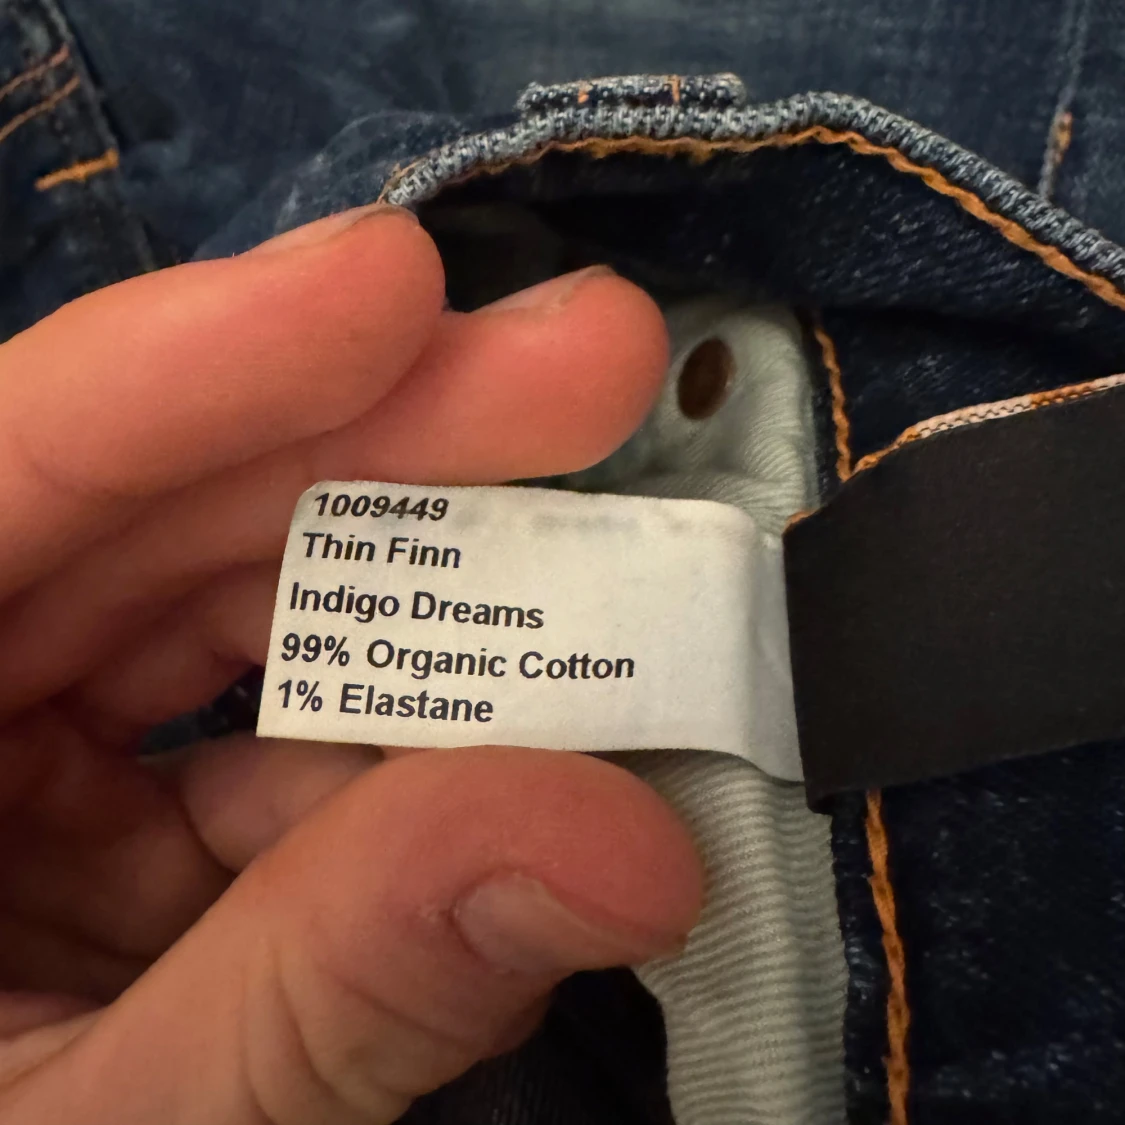 1009449
Thin Finn
Indigo Dreams
99% Organic Cotton
1% Elastane